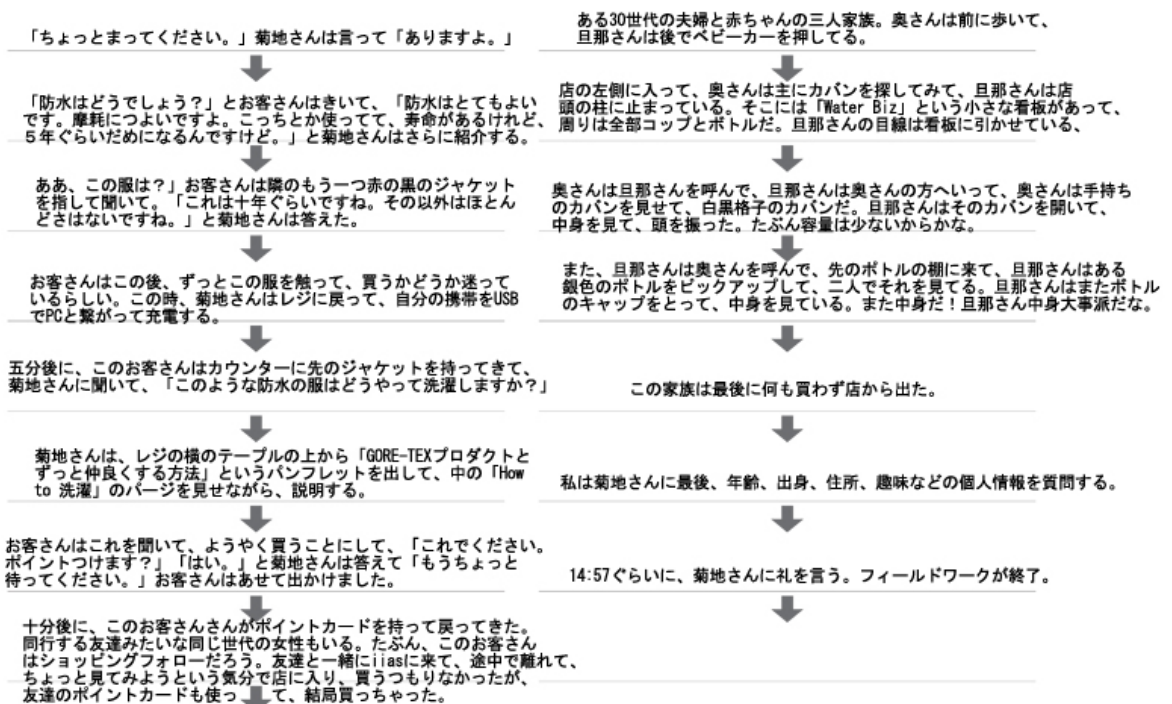 「ちょっとまってください。」菊地さんは言って「ありますよ。」
「防水はどうでしょう？」とお客さんはきいて、「防水はとてもよい
です。摩耗につよいですよ。こっちとか使ってて、寿命があるけれど、
５年ぐらいだめになるんですけど。」と菊地さんはさらに紹介する。
ああ、この服は？」お客さんは隣のもう一つ赤の黒のジャケット
を指して聞いて。「これは十年ぐらいですね。その以外はほとん
どさはないですね。」と菊地さんは答えた。
お客さんはこの後、ずっとこの服を触って、買うかどうか迷って
いるらしい。この時、菊地さんはレジに戻って、自分の携帯をUSB
でPCと繋がって充電する。
五分後に、このお客さんはカウンターに先のジャケットを持ってきて、
菊地さんに聞いて、「このような防水の服はどうやって洗濯しますか？」
菊地さんは、レジの横のテーブルの上から「GORE-TEXプロダクトと
ずっと仲良くする方法」というパンフレットを出して、中の「How
to 洗濯」のページを見せながら、説明する。
お客さんはこれを聞いて、ようやく買うことにして、「これでください。
ポイントつけます？」「はい。」と菊地さんは答えて「もうちょっと
待ってください。」お客さんはあせて出かけました。
十分後に、このお客さんさんがポイントカードを持って戻ってきた。
同行する友達みたいな同じ世代の女性もいる。たぶん、このお客さん
はショッピングフォローだろう。友達と一緒にiiasに来て、途中で離れて、
ちょっと見てみようという気分で店に入り、買うつもりなかったが、
友達のポイントカードも使っ て、結局買っちゃった。
ある30世代の夫婦と赤ちゃんの三人家族。奥さんは前に歩いて、
旦那さんは後でベビーカーを押してる。
店の左側に入って、奥さんは主にカバンを探してみて、旦那さんは店
頭の柱に止まっている。そこには「Water Biz」という小さな看板があって、
周りは全部コップとボトルだ。旦那さんの目線は看板に引かせている、
奥さんは旦那さんを呼んで、旦那さんは奥さんの方へいって、奥さんは手持ち
のカバンを見せて、白黒格子のカバンだ。旦那さんはそのカバンを開いて、
中身を見て、頭を振った。たぶん容量は少ないからかな。
また、旦那さんは奥さんを呼んで、先のボトルの棚に来て、旦那さんはある
銀色のボトルをピックアップして、二人でそれを見てる。旦那さんはまたボトル
のキャップをとって、中身を見ている。また中身だ！旦那さん中身大事派だな。
この家族は最後に何も買わず店から出た。
私は菊地さんに最後、年齢、出身、住所、趣味などの個人情報を質問する。
14:57ぐらいに、菊地さんに礼を言う。フィールドワークが終了。